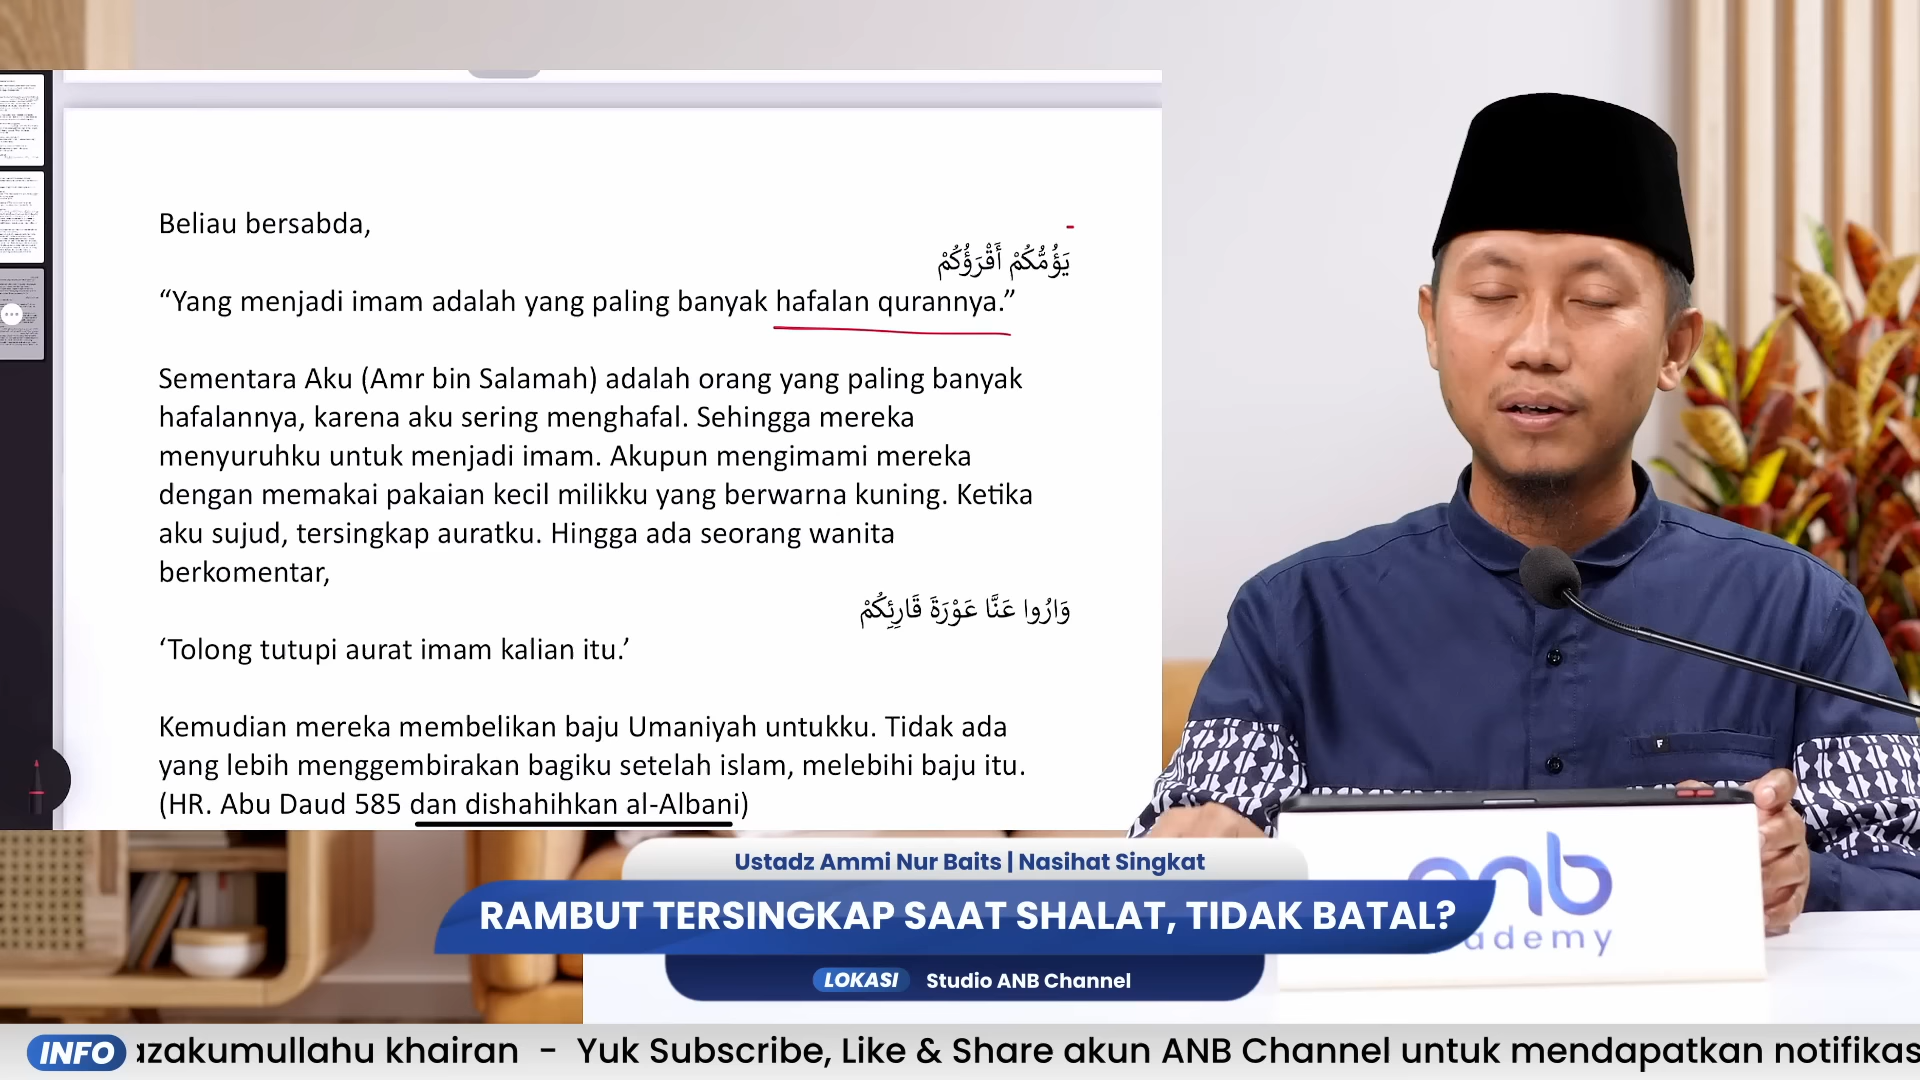 Beliau bersabda,
يَؤُمُّكُمْ أَقْرَؤُكُمْ
“Yang menjadi imam adalah yang paling banyak hafalan qurannya.”
Sementara Aku (Amr bin Salamah) adalah orang yang paling banyak
hafalannya, karena aku sering menghafal. Sehingga mereka
menyuruhku untuk menjadi imam. Akupun mengimami mereka
dengan memakai pakaian kecil milikku yang berwarna kuning. Ketika
aku sujud, tersingkap auratku. Hingga ada seorang wanita
berkomentar,
وَارُوا عَنَّا عَوْرَةَ قَارِئِكُمْ
‘Tolong tutupi aurat imam kalian itu.’
Kemudian mereka membelikan baju Umaniyah untukku. Tidak ada
yang lebih menggembirakan bagiku setelah islam, melebihi baju itu.
(HR. Abu Daud 585 dan dishahihkan al-Albani)
F
anb
ademy
Ustadz Ammi Nur Baits | Nasihat Singkat
RAMBUT TERSINGKAP SAAT SHALAT, TIDAK BATAL?
LOKASI Studio ANB Channel
INFO azakumullahu khairan - Yuk Subscribe, Like & Share akun ANB Channel untuk mendapatkan notifikas